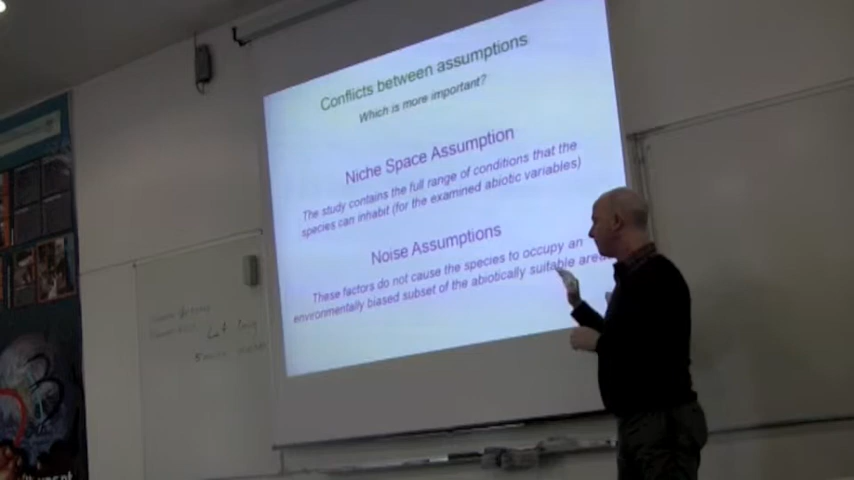 Conflicts between assumptions
Which is more important?
Niche Space Assumption
The study contains the full range of conditions that the
species can inhabit (for the examined abiotic variables)
Noise Assumptions
These factors do not cause the species to occupy an
environmentally biased subset of the abiotically suitable area
Lat long